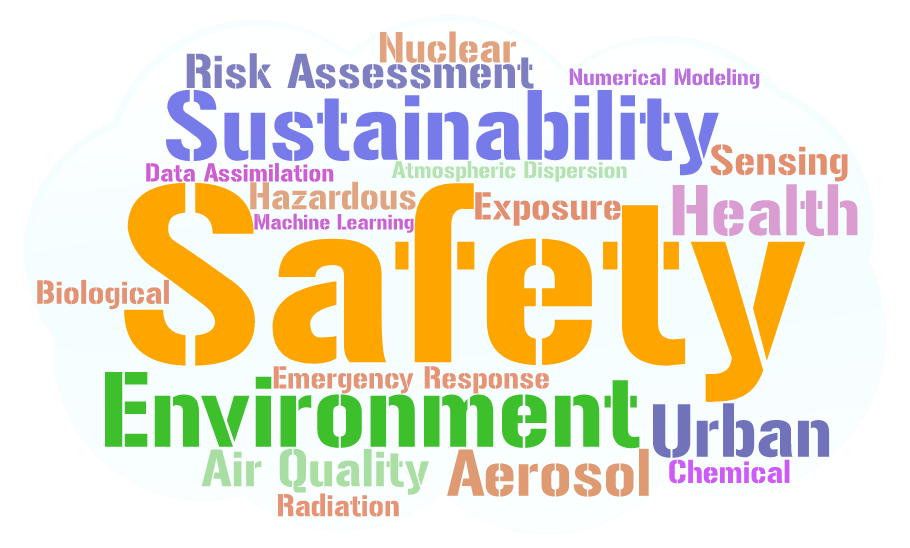 Nuclear
Risk Assessment
Numerical Modeling
Sustainability
Sensing
Data Assimilation
Atmospheric Dispersion
Hazardous
Exposure
Health
Machine Learning
Safety
Biological
Emergency Response
Environment
Urban
Air Quality
Aerosol
Chemical
Radiation